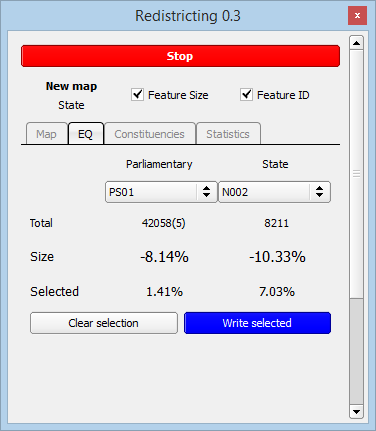 Redistricting 0.3
x
Stop
New map
State
Feature Size
Feature ID
Map EQ Constituencies Statistics
Parliamentary State
PS01 N002
Total 42058(5) 8211
Size -8.14% -10.33%
Selected 1.41% 7.03%
Clear selection Write selected